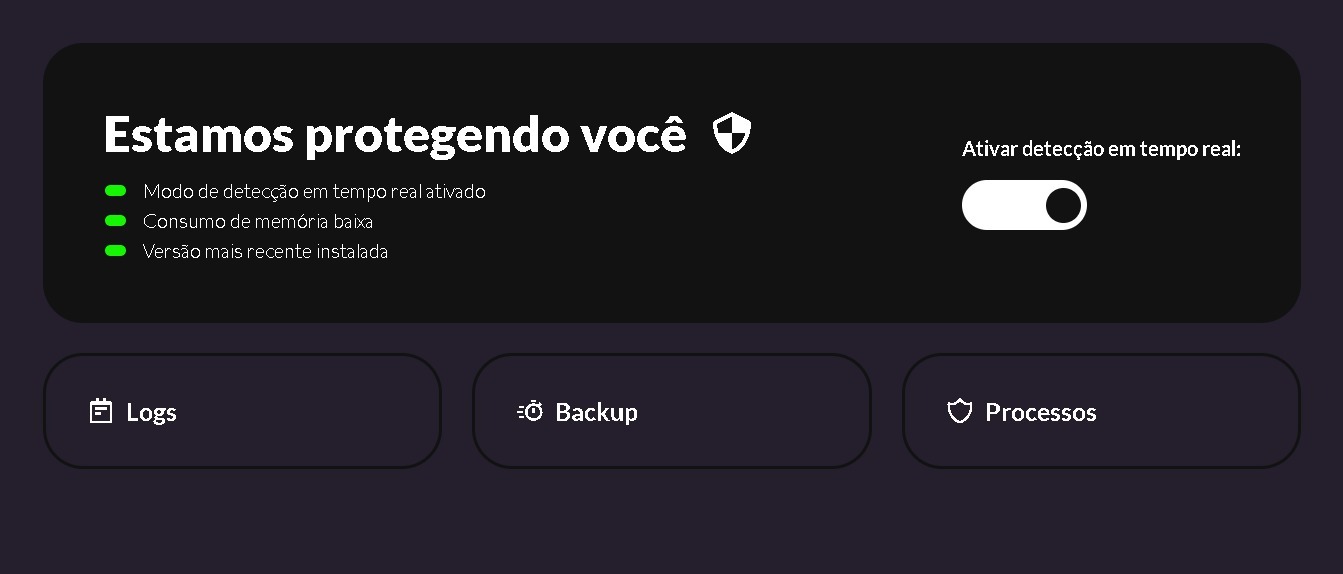 Estamos protegendo você
Ativar detecção em tempo real:
Modo de detecção em tempo real ativado
Consumo de memória baixa
Versão mais recente instalada
Logs
Backup
Processos